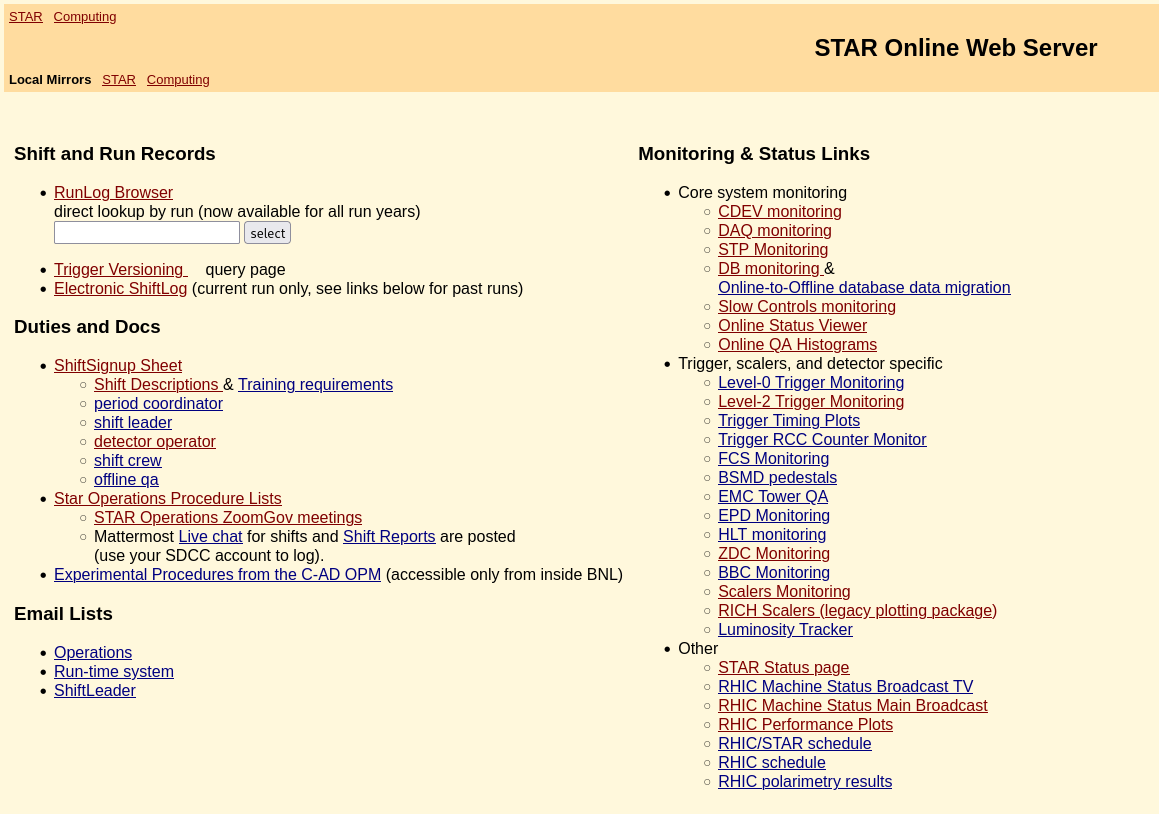 STAR Computing
STAR Online Web Server
Local Mirrors STAR Computing
Shift and Run Records
RunLog Browser
direct lookup by run (now available for all run years)
select
Trigger Versioning query page
Electronic ShiftLog (current run only, see links below for past runs)
Duties and Docs
ShiftSignup Sheet
Shift Descriptions & Training requirements
period coordinator
shift leader
detector operator
shift crew
offline qa
Star Operations Procedure Lists
STAR Operations ZoomGov meetings
Mattermost Live chat for shifts and Shift Reports are posted
(use your SDCC account to log).
Experimental Procedures from the C-AD OPM (accessible only from inside BNL)
Email Lists
Operations
Run-time system
ShiftLeader
Monitoring & Status Links
Core system monitoring
CDEV monitoring
DAQ monitoring
STP Monitoring
DB monitoring &
Online-to-Offline database data migration
Slow Controls monitoring
Online Status Viewer
Online QA Histograms
Trigger, scalers, and detector specific
Level-0 Trigger Monitoring
Level-2 Trigger Monitoring
Trigger Timing Plots
Trigger RCC Counter Monitor
FCS Monitoring
BSMD pedestals
EMC Tower QA
EPD Monitoring
HLT monitoring
ZDC Monitoring
BBC Monitoring
Scalers Monitoring
RICH Scalers (legacy plotting package)
Luminosity Tracker
Other
STAR Status page
RHIC Machine Status Broadcast TV
RHIC Machine Status Main Broadcast
RHIC Performance Plots
RHIC/STAR schedule
RHIC schedule
RHIC polarimetry results